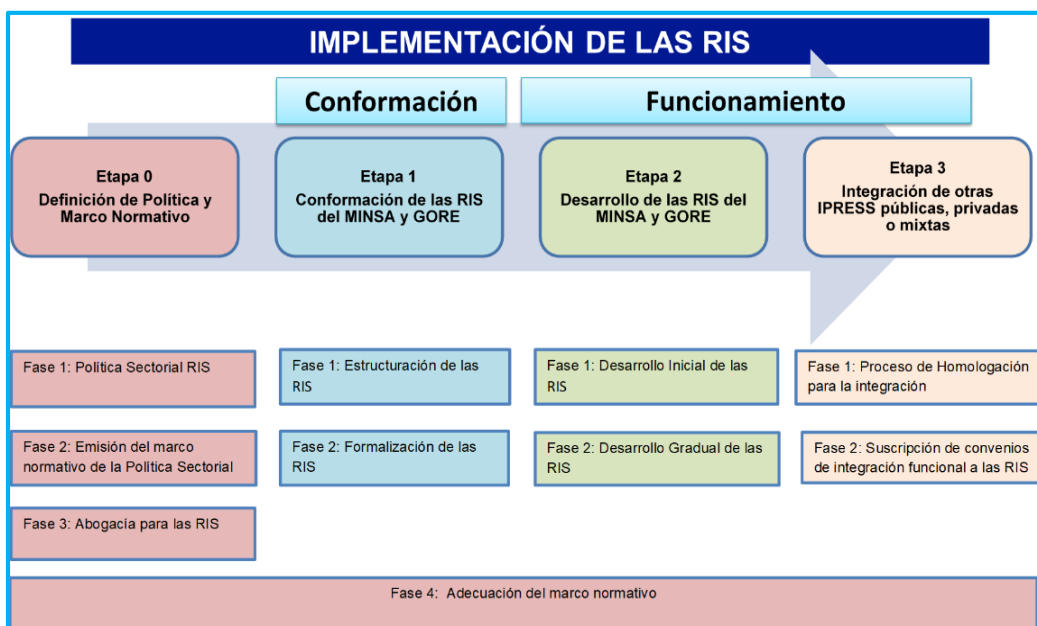 IMPLEMENTACIÓN DE LAS RIS
Conformación
Funcionamiento
Etapa 0
Definición de Política y
Marco Normativo
Etapa 1
Conformación de las RIS
del MINSA y GORE
Etapa 2
Desarrollo de las RIS del
MINSA y GORE
Etapa 3
Integración de otras
IPRESS públicas, privadas
o mixtas
Fase 1: Política Sectorial RIS
Fase 2: Emisión del marco
normativo de la Política Sectorial
Fase 3: Abogacía para las RIS
Fase 1: Estructuración de las
RIS
Fase 2: Formalización de las
RIS
Fase 1: Desarrollo Inicial de las
RIS
Fase 2: Desarrollo Gradual de las
RIS
Fase 1: Proceso de Homologación
para la integración
Fase 2: Suscripción de convenios
de integración funcional a las RIS
Fase 4: Adecuación del marco normativo